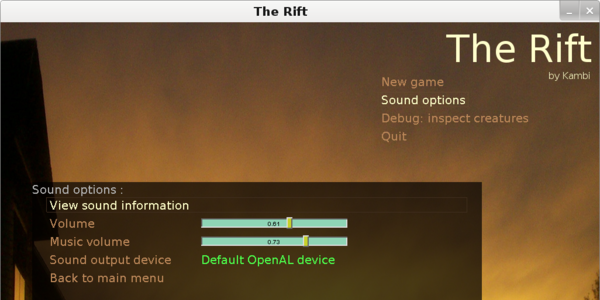 The Rift
The Rift
by Kambi
New game
Sound options
Debug: inspect creatures
Quit
Sound options :
View sound information
Volume 0.61
Music volume 0.73
Sound output device Default OpenAL device
Back to main menu